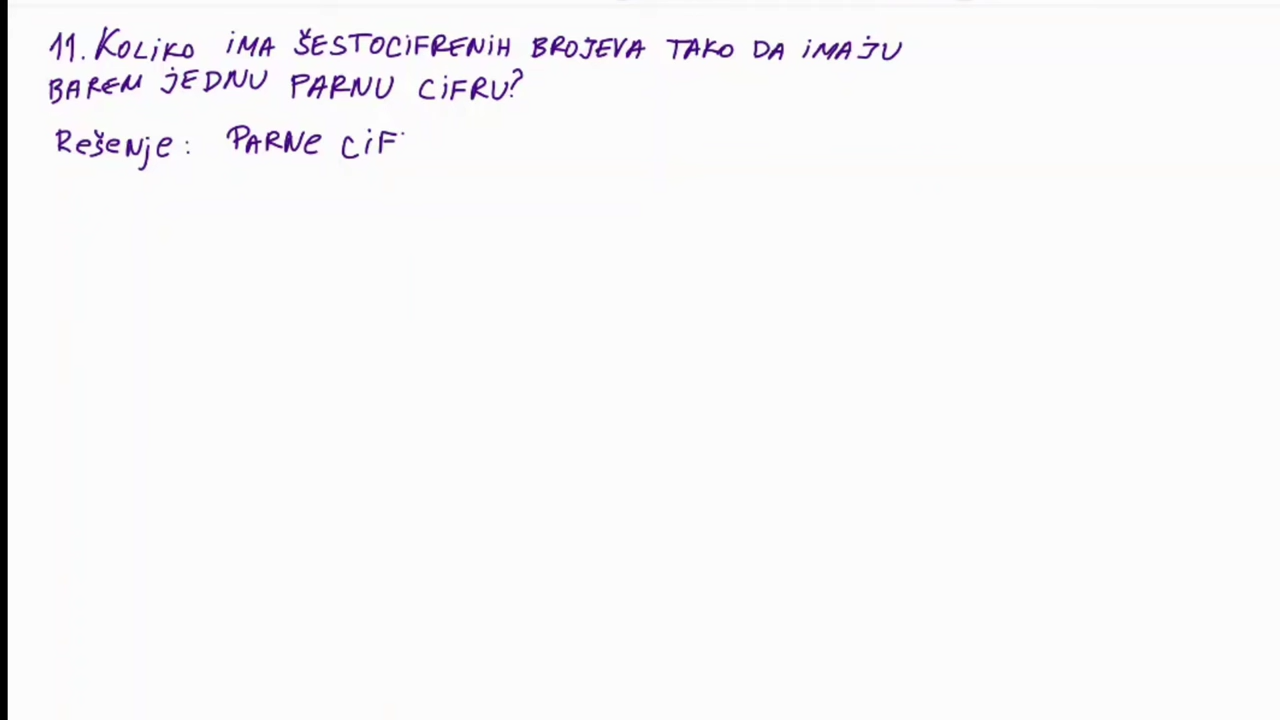 11. Koliko ima šestocifrenih brojeva tako da imaju
barem jednu parnu cifru?
Rešenje: Parne cif